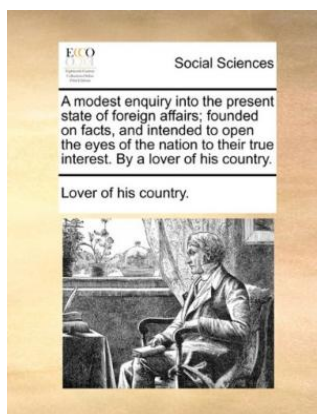 ECCO
Social Sciences
A modest enquiry into the present
state of foreign affairs; founded
on facts, and intended to open
the eyes of the nation to their true
interest. By a lover of his country.
Lover of his country.